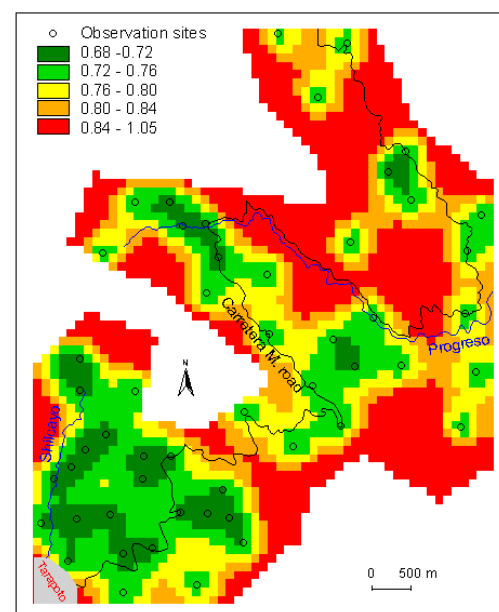 Observation sites
0.68 - 0.72
0.72 - 0.76
0.76 - 0.80
0.80 - 0.84
0.84 - 1.05
Carretera M. road
Progreso
N
Shilcayo
Tarapoto
0 500 m